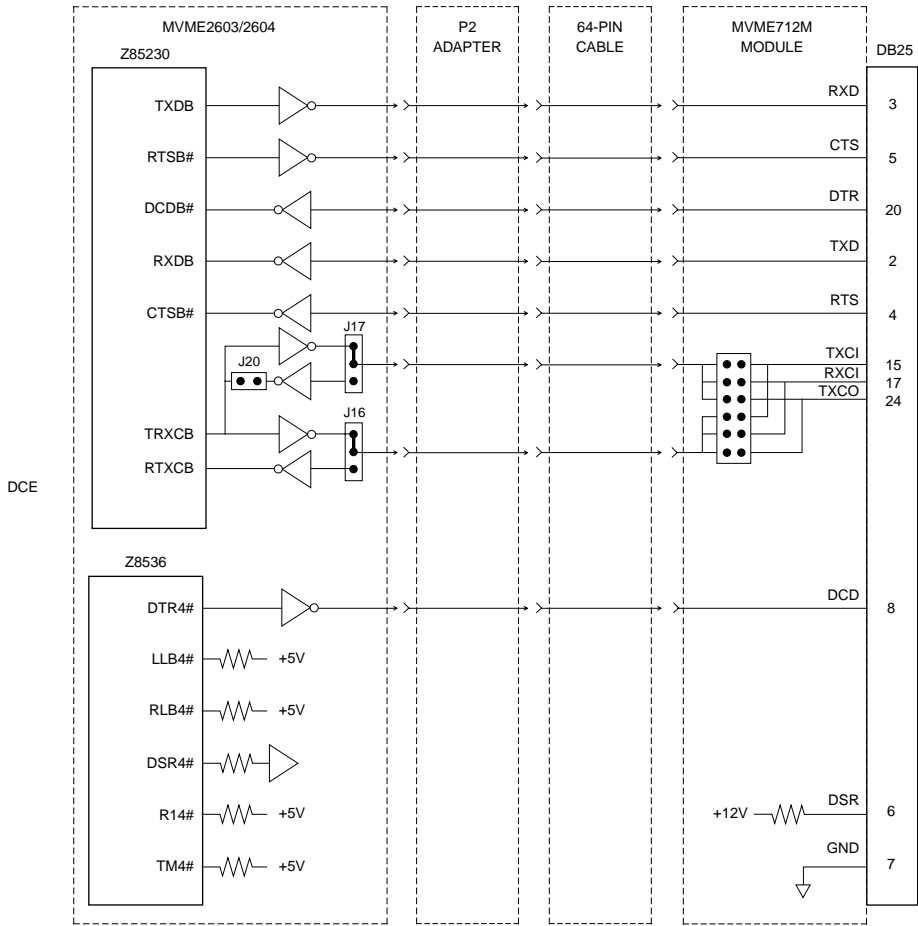 MVME2603/2604
P2
ADAPTER
64-PIN
CABLE
MVME712M
MODULE
DB25
Z85230
TXDB
RXD
3
RTSB#
CTS
5
DCDB#
DTR
20
RXDB
TXD
2
CTSB#
RTS
4
J17
J20
TXCI
15
RXCI
17
TXCO
24
J16
TRXCB
RTXCB
DCE
Z8536
DTR4#
DCD
8
LLB4#
+5V
RLB4#
+5V
DSR4#
R14#
+5V
+12V
DSR
6
TM4#
+5V
GND
7